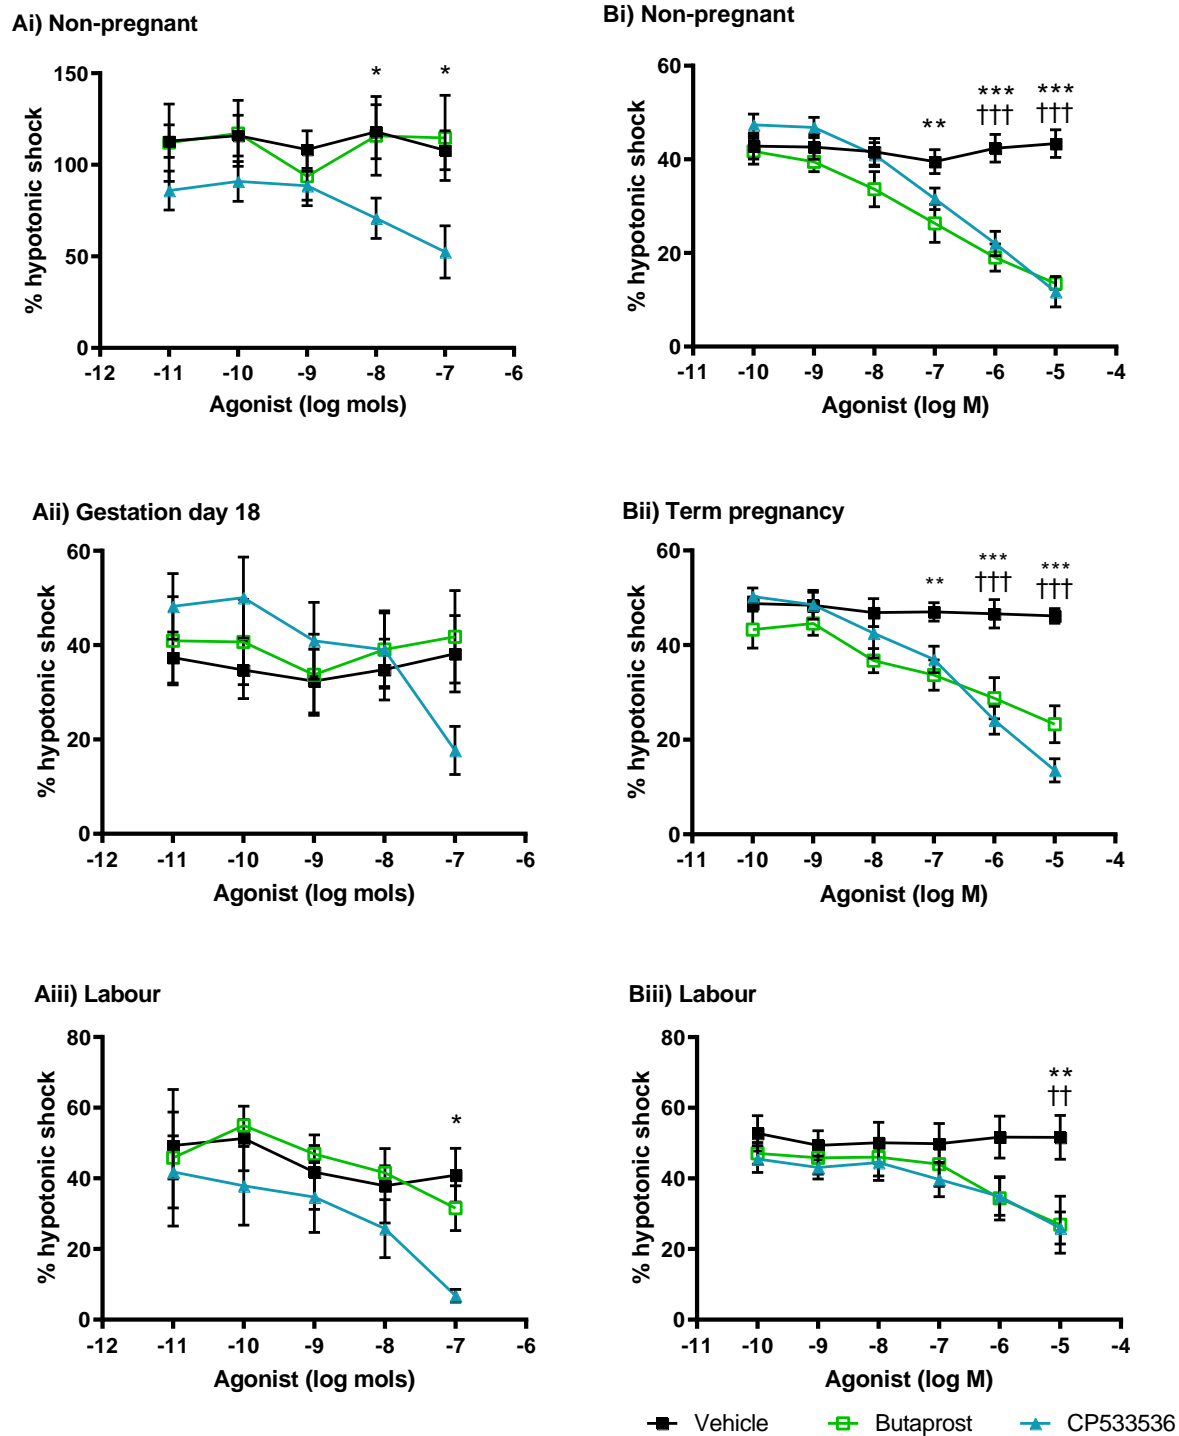 Ai) Non-pregnant
* *
150
100
50
0
% hypotonic shock
-12 -11 -10 -9 -8 -7 -6
Agonist (log mols)
Bi) Non-pregnant
*** ***
** ††† †††
60
40
20
0
% hypotonic shock
-11 -10 -9 -8 -7 -6 -5 -4
Agonist (log M)
Aii) Gestation day 18
60
40
20
0
% hypotonic shock
-12 -11 -10 -9 -8 -7 -6
Agonist (log mols)
Bii) Term pregnancy
*** ***
** ††† †††
60
40
20
0
% hypotonic shock
-11 -10 -9 -8 -7 -6 -5 -4
Agonist (log M)
Aiii) Labour
*
80
60
40
20
0
% hypotonic shock
-12 -11 -10 -9 -8 -7 -6
Agonist (log mols)
Biii) Labour
**
††
80
60
40
20
0
% hypotonic shock
-11 -10 -9 -8 -7 -6 -5 -4
Agonist (log M)
Vehicle Butaprost CP533536